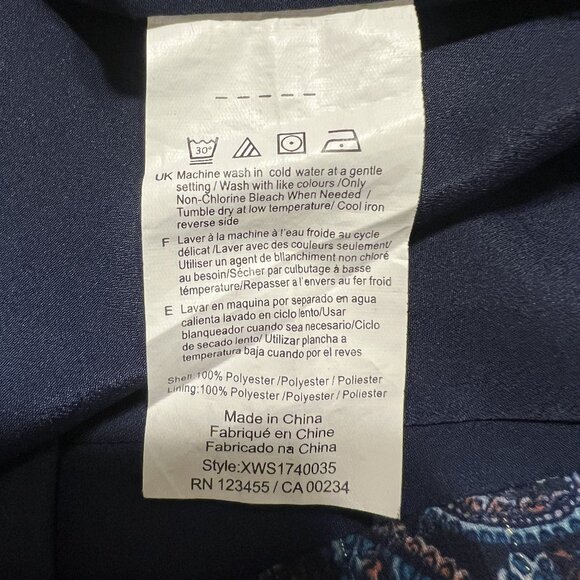 30°
UK Machine wash in cold water at a gentle
setting / Wash with like colours /Only
Non-Chlorine Bleach When Needed /
Tumble dry at low temperature/ Cool iron
reverse side
F Laver à la machine à l'eau froide au cycle
délicat /Laver avec des couleurs seulement/
Utiliser un agent de bllanchiment non chloré
au besoin/Sécher par culbutage à basse
témpérature/Repasser a l'envers au fer froid
E Lavar en maquina por separado en agua
calienta lavado en ciclo lento/Usar
blanqueador cuando sea necesario/Ciclo
de secado lento/ Utilizar plancha a
temperatura baja cuando por el reves
Shell:100% Polyester /Polyester / Poliester
Lining:100% Polyester /Polyester / Poliester
Made in China
Fabriqué en Chine
Fabricado na China
Style:XWS1740035
RN 123455 / CA 00234